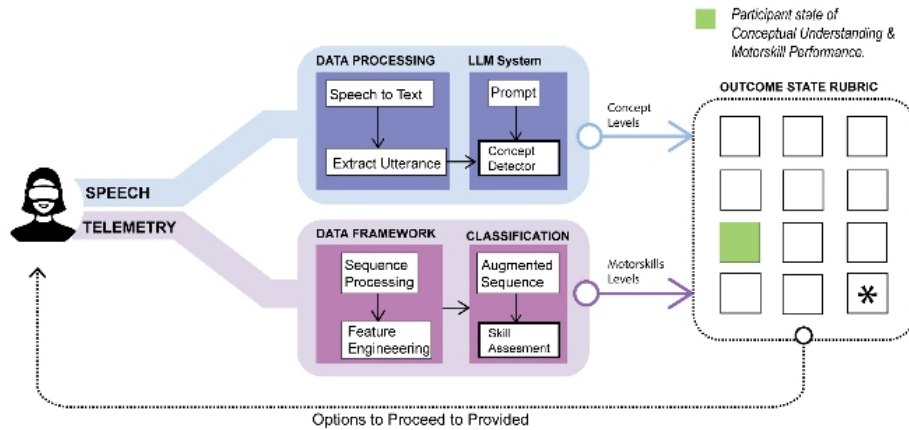 Participant state of
Conceptual Understanding &
Motorskill Performance.
OUTCOME STATE RUBRIC
DATA PROCESSING
LLM System
Speech to Text
Prompt
Extract Utterance
Concept
Detector
Concept
Levels
SPEECH
TELEMETRY
DATA FRAMEWORK
CLASSIFICATION
Sequence
Processing
Augmented
Sequence
Feature
Engineeering
Skill
Assesment
Motorskills
Levels
*
Options to Proceed to Provided